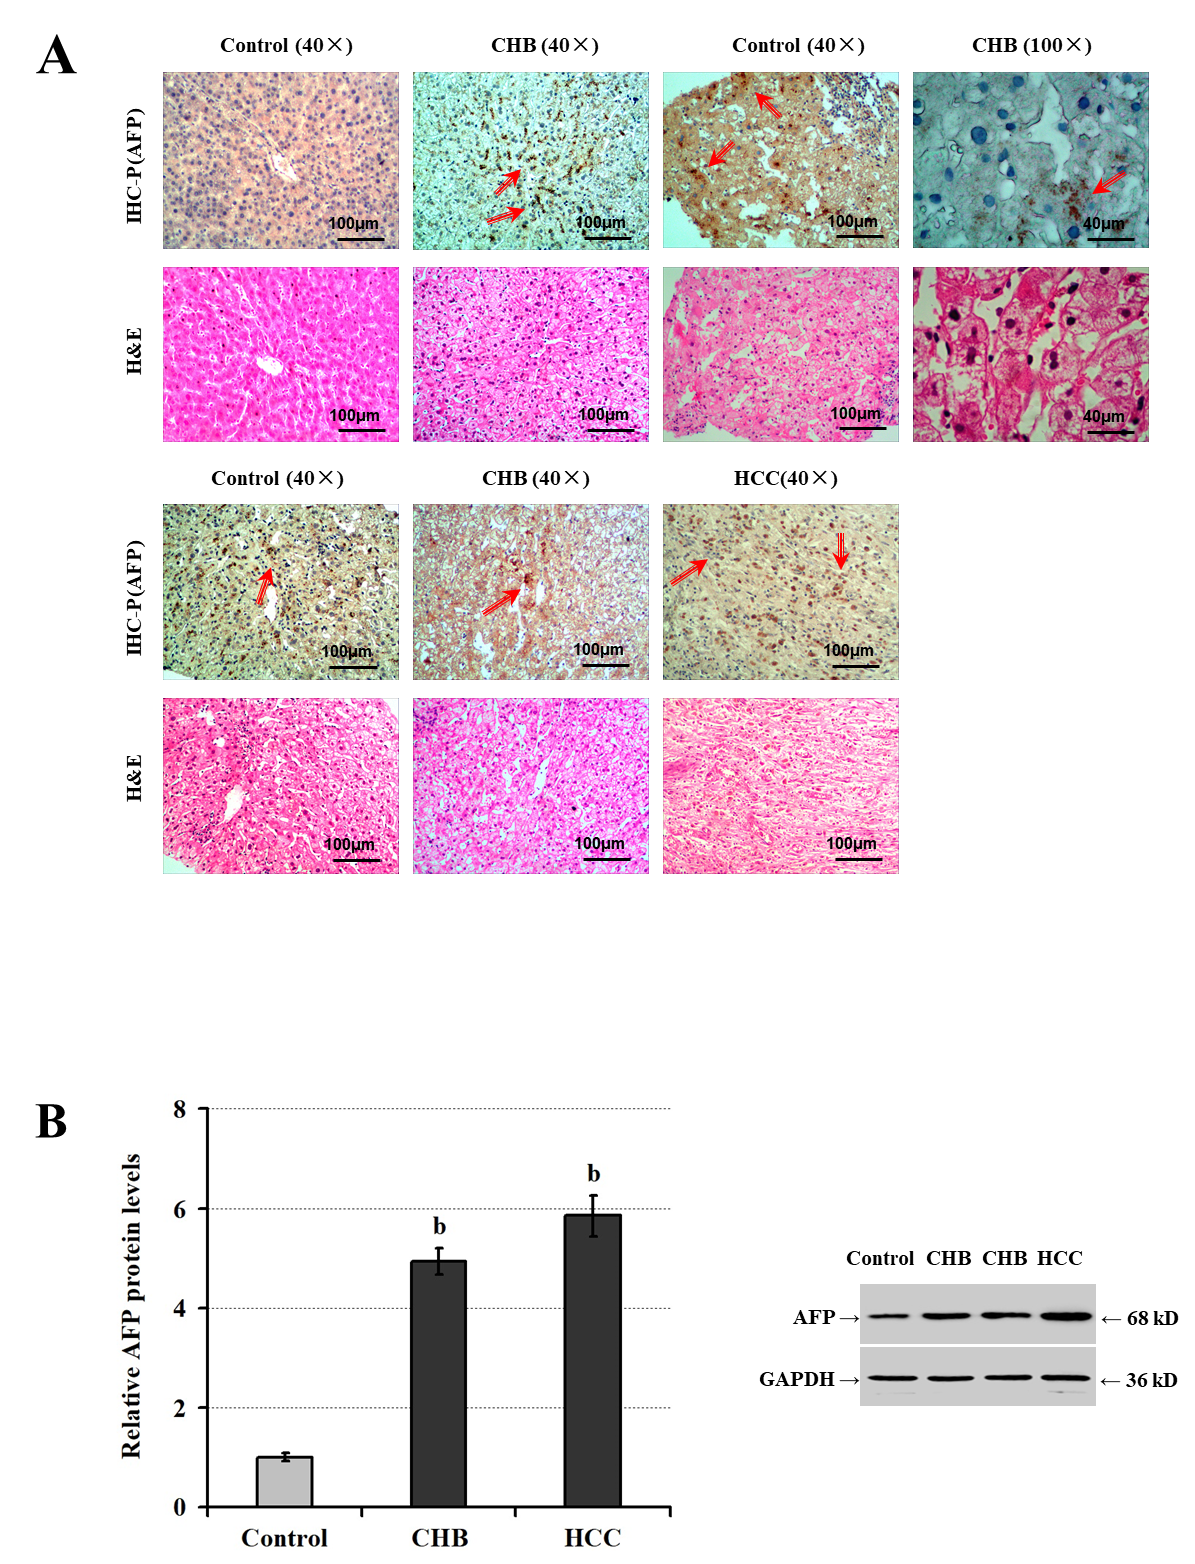 A
Control (40×) CHB (40×) Control (40×) CHB (100×)
IHC-P(AFP)
100μm 100μm 100μm 40μm
H&E
100μm 100μm 100μm 40μm
Control (40×) CHB (40×) HCC(40×)
IHC-P(AFP)
100μm 100μm 100μm
H&E
100μm 100μm 100μm
B
Relative AFP protein levels
8
6
4
2
0
b
b
Control CHB HCC
Control CHB CHB HCC
AFP→ ←68 kD
GAPDH→ ←36 kD